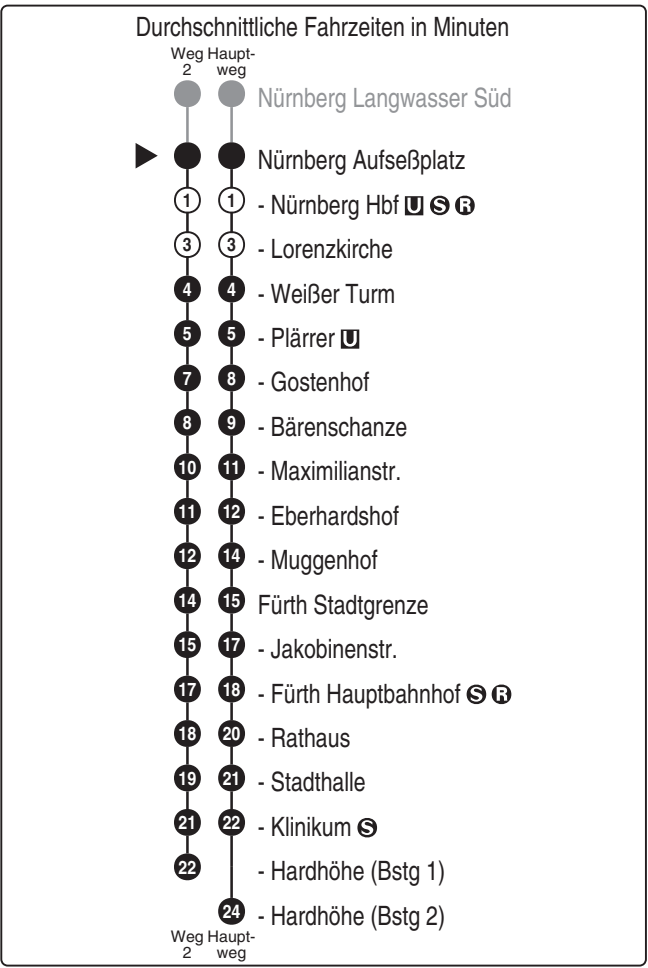 Durchschnittliche Fahrzeiten in Minuten
Weg Haupt-
2 weg
Nürnberg Langwasser Süd
Nürnberg Aufseßplatz
1 1 - Nürnberg Hbf U S R
3 3 - Lorenzkirche
4 4 - Weißer Turm
5 5 - Plärrer U
7 8 - Gostenhof
8 9 - Bärenschanze
10 11 - Maximilianstr.
11 12 - Eberhardshof
12 14 - Muggenhof
14 15 Fürth Stadtgrenze
15 17 - Jakobinenstr.
17 18 - Fürth Hauptbahnhof S R
18 20 - Rathaus
19 21 - Stadthalle
21 22 - Klinikum S
22 - Hardhöhe (Bstg 1)
24 - Hardhöhe (Bstg 2)
Weg Haupt-
2 weg